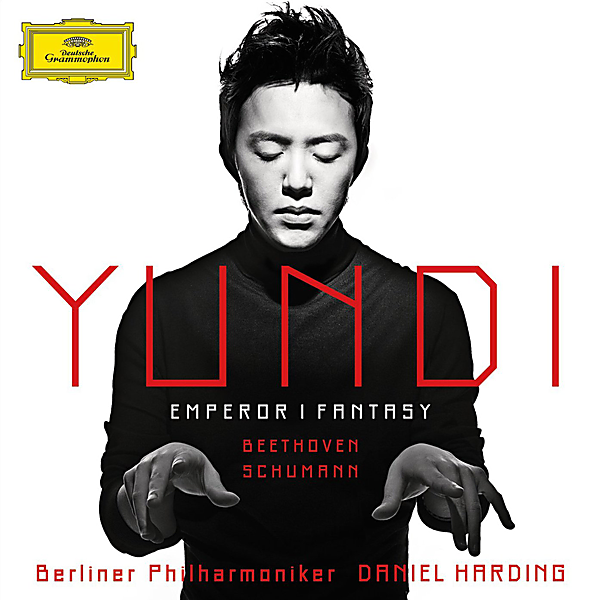 Deutsche
Grammophon
YUNDI
EMPEROR | FANTASY
BEETHOVEN
SCHUMANN
Berliner Philharmoniker DANIEL HARDING